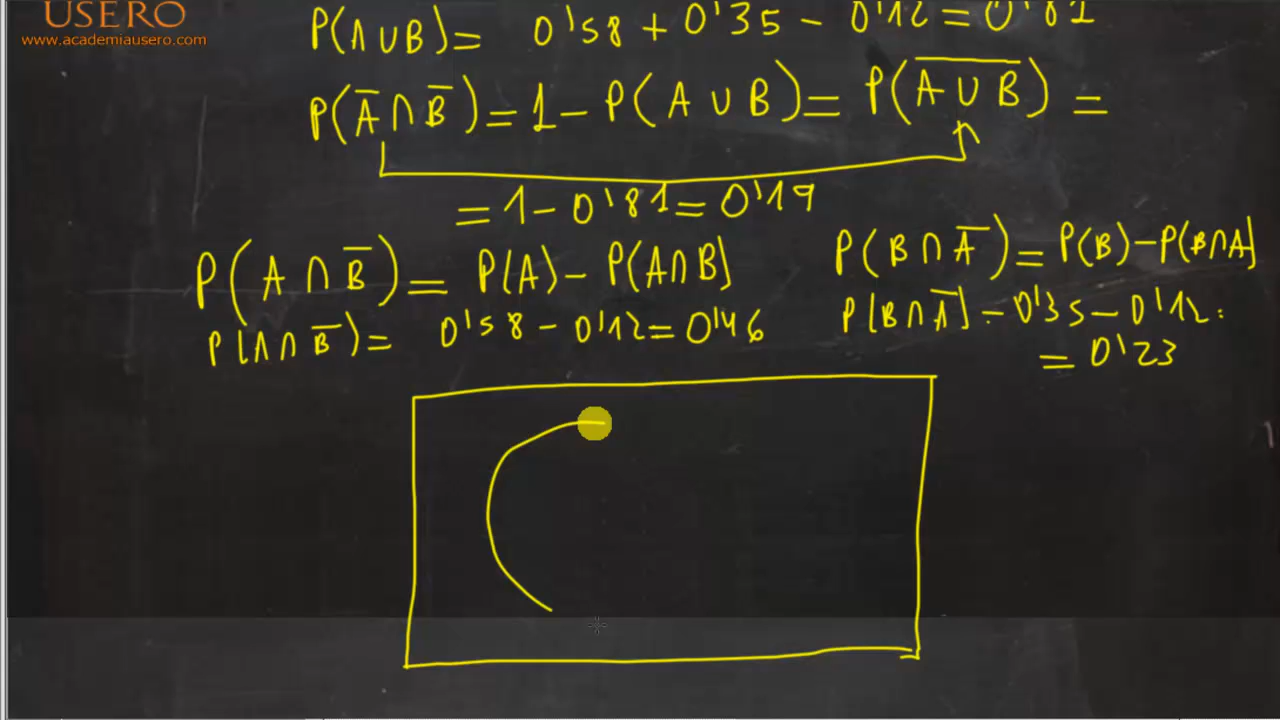 USERO
www.academiausero.com
P(A∪B)= 0'58 + 0'35 - 0'12 = 0'81
P(A̅∩B̅)=1-P(A∪B)=P(A̅ ̅∪̅ ̅B̅)=
=1-0'81=0'19
P(A∩B̅)=P(A)-P(A∩B]
P(B∩A̅)=P(B)-P(B∩A]
P(A∩B̅)= 0'58-0'12=0'46
P[B∩A̅]-0'35-0'12=
= 0'23